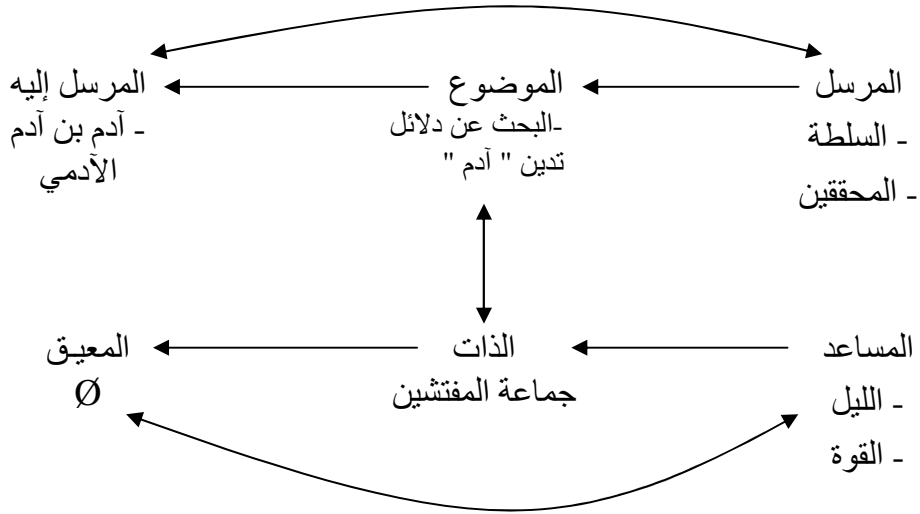 المرسل
- السلطة
- المحققين
الموضوع
-البحث عن دلائل
تدين " آدم "
المرسل إليه
- آدم بن آدم
الآدمي
المساعد
- الليل
- القوة
الذات
جماعة المفتشين
المعيـق
Ø